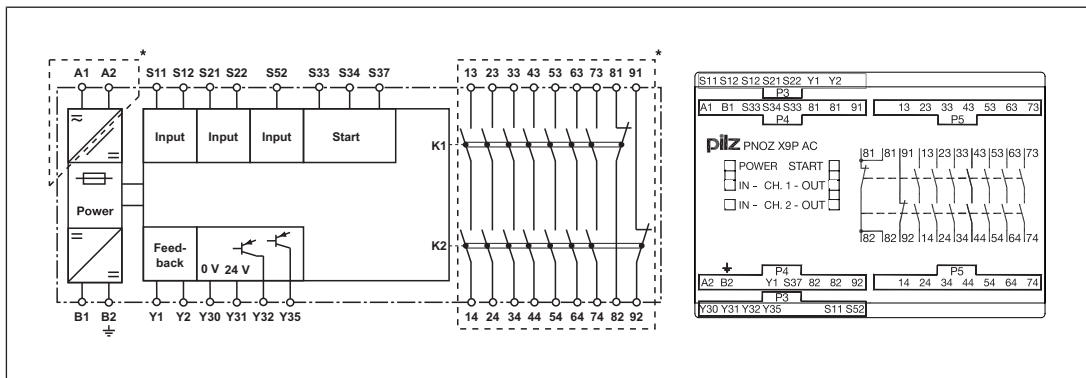 * *
A1 A2 S11 S12 S21 S22 S52 S33 S34 S37 13 23 33 43 53 63 73 81 91
Input Input Input Start
K1
Power
K2
Feed-
back
0 V 24 V
B1 B2 Y1 Y2 Y30 Y31 Y32 Y35 14 24 34 44 54 64 74 82 92
S11 S12 S12 S21 S22 Y1 Y2
P3
A1 B1 S33 S34 S33 81 81 91 13 23 33 43 53 63 73
P4 P5
pilz PNOZ X9P AC
81 81 91 13 23 33 43 53 63 73
POWER START
IN - CH. 1 - OUT
IN - CH. 2 - OUT
82 82 92 14 24 34 44 54 64 74
P4 P5
A2 B2 Y1 S37 82 82 92 14 24 34 44 54 64 74
P3
Y30 Y31 Y32 Y35 S11 S52